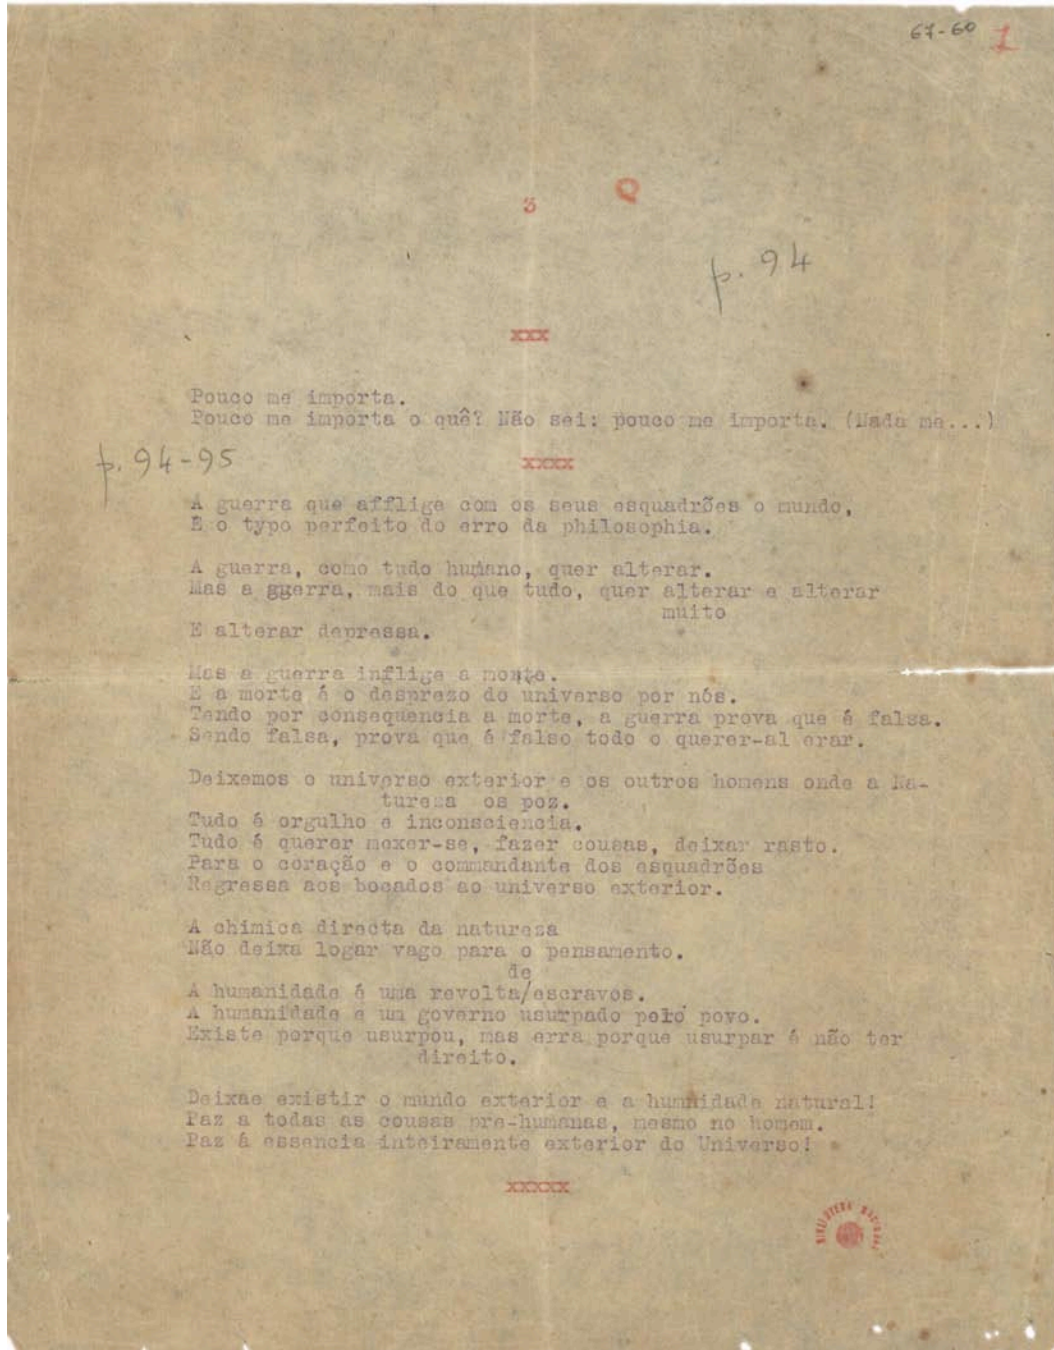 67-60 1
3
p. 94
xxx
Pouco me importa.
Pouco me importa o quê? Não sei: pouco me importa. (Nada me...)
p. 94-95
xxxx
A guerra que afflige com os seus esquadrões o mundo,
É o typo perfeito do erro da philosophia.
A guerra, como tudo humano, quer alterar.
Mas a guerra, mais do que tudo, quer alterar e alterar
muito
E alterar depressa.
Mas a guerra inflige a morte.
E a morte é o desprezo do universo por nós.
Tendo por consequencia a morte, a guerra prova que é falsa.
Sendo falsa, prova que é falso todo o querer-al erar.
Deixemos o universo exterior e os outros homens onde a Na-
tureza os poz.
Tudo é orgulho e inconsciencia.
Tudo é querer mexer-se, fazer cousas, deixar rasto.
Para o coração e o commandante dos esquadrões
Regressa aos bocados ao universo exterior.
A chimica directa da natureza
Não deixa logar vago para o pensamento.
de
A humanidade é uma revolta/escravos.
A humanidade e um governo usurpado pelo povo.
Existe porque usurpou, mas erra porque usurpar é não ter
direito.
Deixae existir o mundo exterior e a humanidade natural!
Paz a todas as cousas pre-humanas, mesmo no homem.
Paz á essencia inteiramente exterior do Universo!
xxxxx
BIBLIOTECA NACIONAL